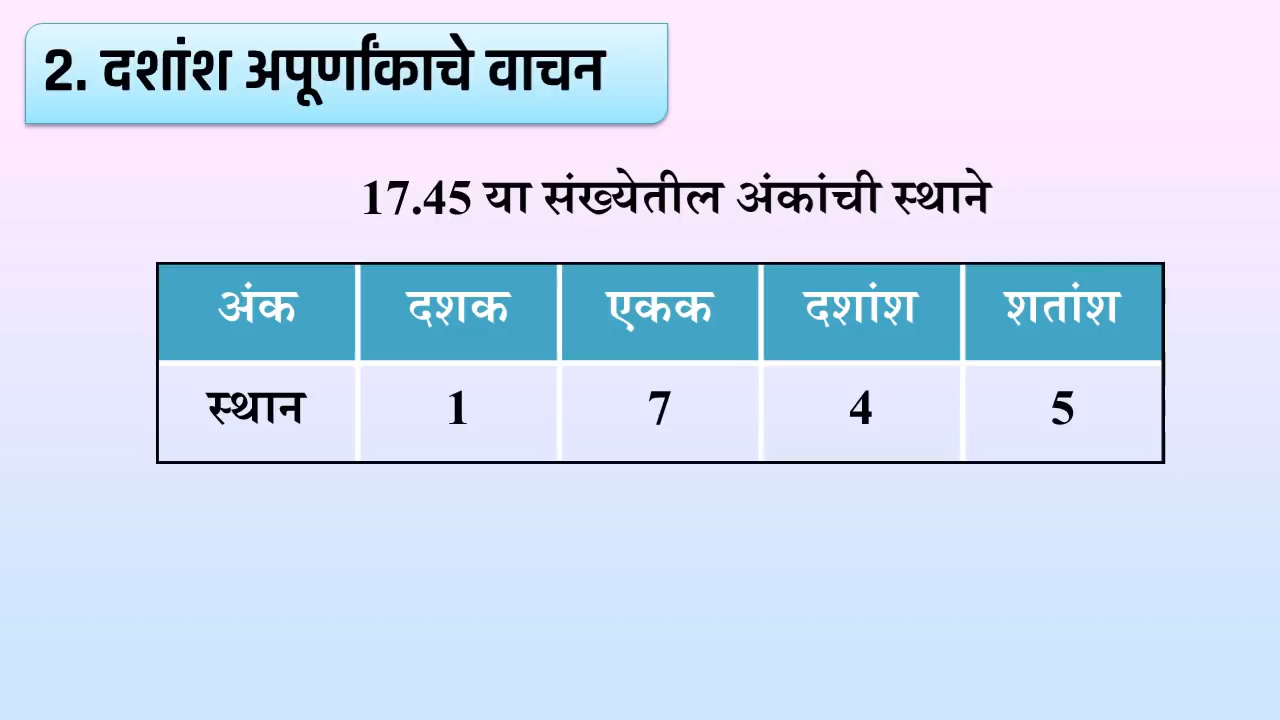 2. दशांश अपूर्णांकाचे वाचन
17.45 या संख्येतील अंकांची स्थाने
अंक दशक एकक दशांश शतांश
स्थान 1 7 4 5